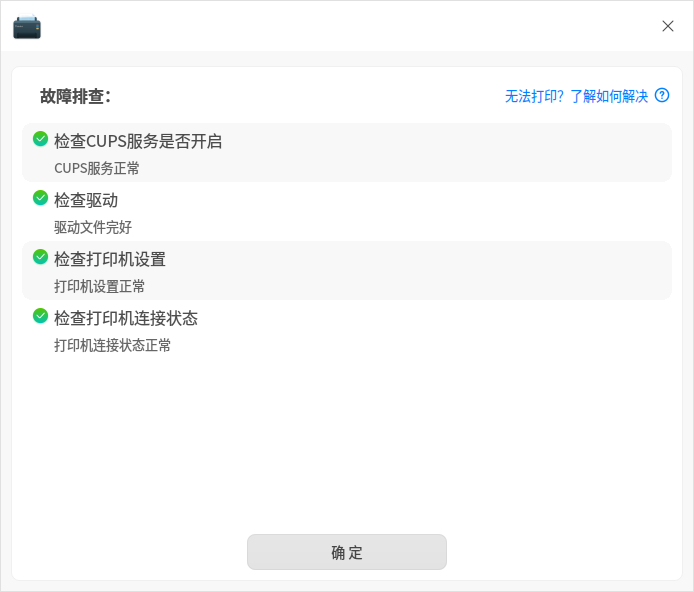 故障排查：
无法打印？了解如何解决
检查CUPS服务是否开启
CUPS服务正常
检查驱动
驱动文件完好
检查打印机设置
打印机设置正常
检查打印机连接状态
打印机连接状态正常
确 定